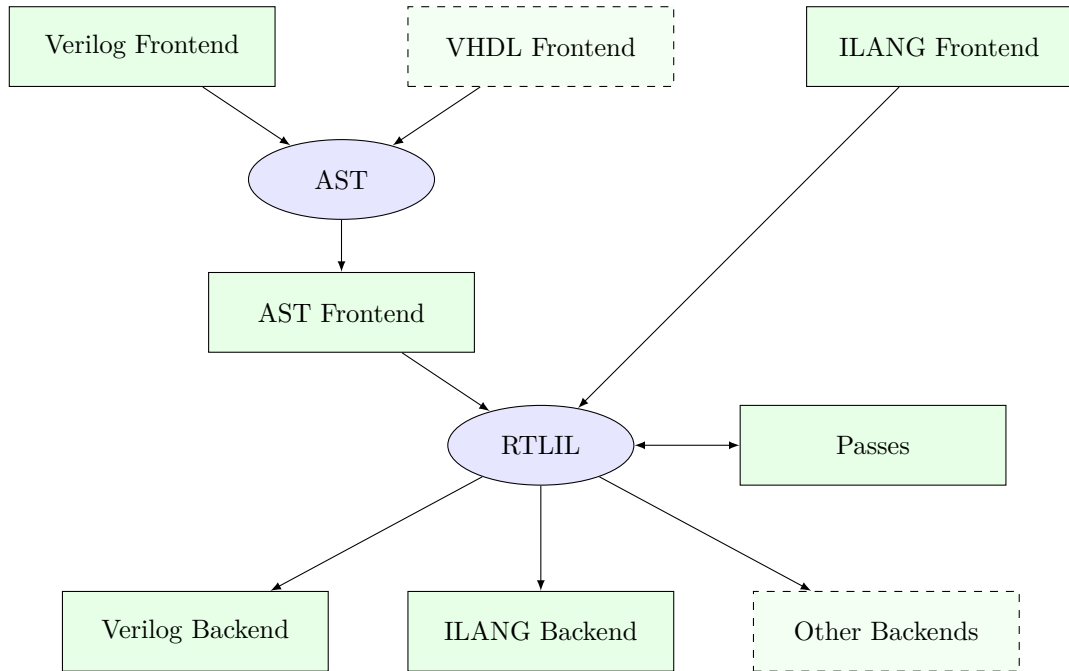 Verilog Frontend
VHDL Frontend
ILANG Frontend
AST
AST Frontend
RTLIL
Passes
Verilog Backend
ILANG Backend
Other Backends